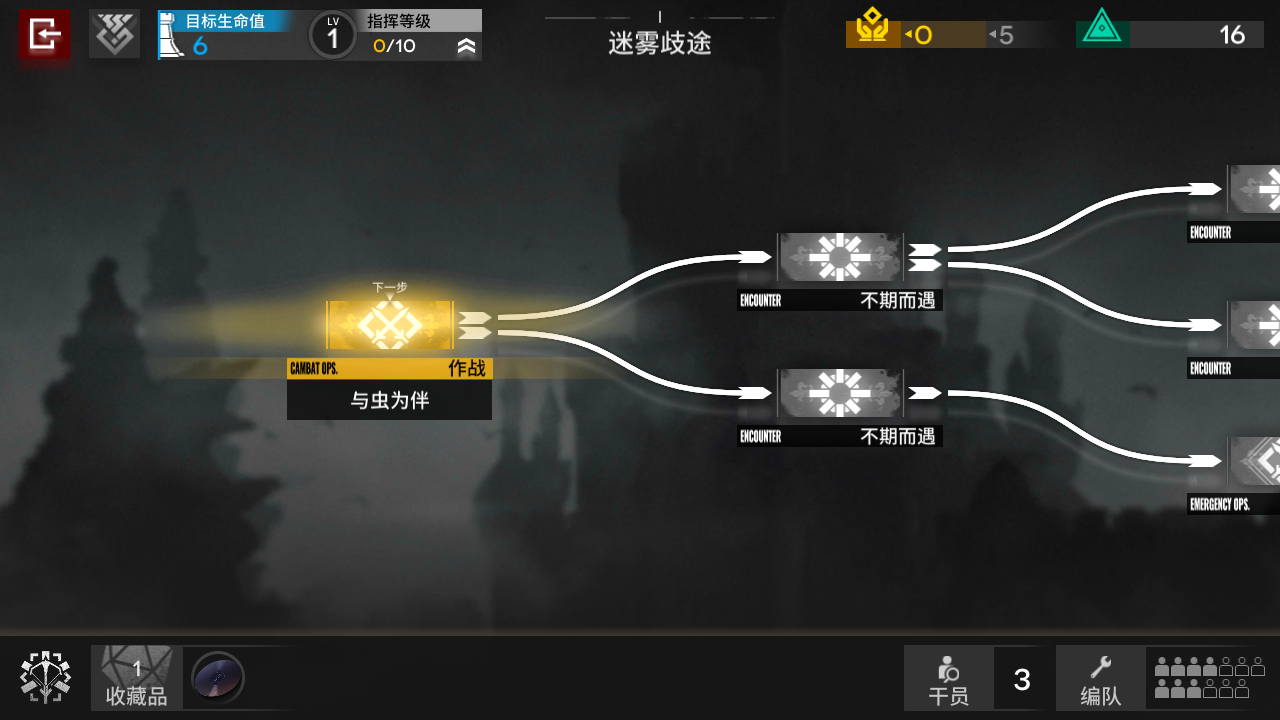 目标生命值
6
LV
1
指挥等级
0/10
迷雾歧途
0
5
16
下一步
CAMBAT OPS.
作战
与虫为伴
ENCOUNTER
不期而遇
ENCOUNTER
不期而遇
ENCOUNTER
ENCOUNTER
EMERGENCY OPS.
1
收藏品
干员
3
编队